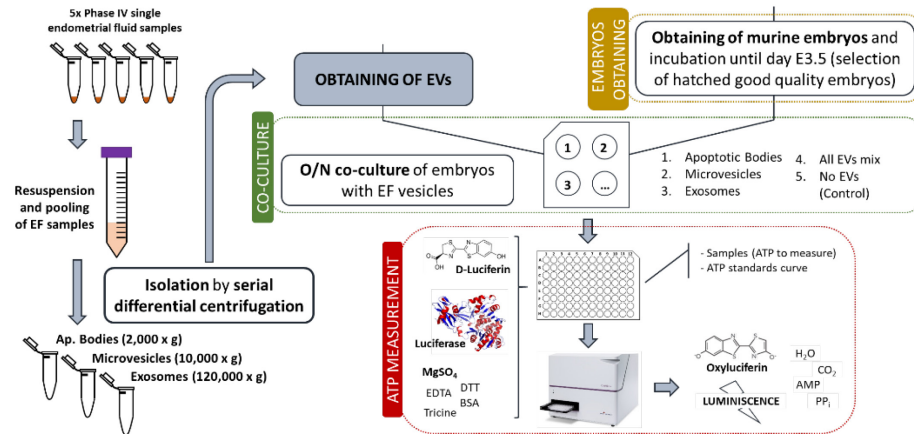 5x Phase IV single
endometrial fluid samples
Resuspension
and pooling
of EF samples
Isolation by serial
differential centrifugation
Ap. Bodies (2,000 x g)
Microvesicles (10,000 x g)
Exosomes (120,000 x g)
OBTAINING OF EVs
EMBRYOS
OBTAINING
Obtaining of murine embryos and
incubation until day E3.5 (selection
of hatched good quality embryos)
CO-CULTURE
O/N co-culture of embryos
with EF vesicles
1 2
3 ...
1. Apoptotic Bodies
2. Microvesicles
3. Exosomes
4. All EVs mix
5. No EVs
(Control)
ATP MEASUREMENT
D-Luciferin
Luciferase
MgSO4
EDTA DTT
BSA
Tricine
- Samples (ATP to measure)
- ATP standards curve
Oxyluciferin
LUMINISCENCE
H2O
CO2
AMP
PPi